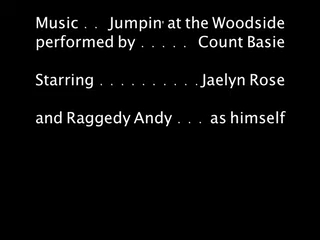 Music . . Jumpin' at the Woodside
performed by . . . . . Count Basie
Starring . . . . . . . . . . Jaelyn Rose
and Raggedy Andy . . . as himself